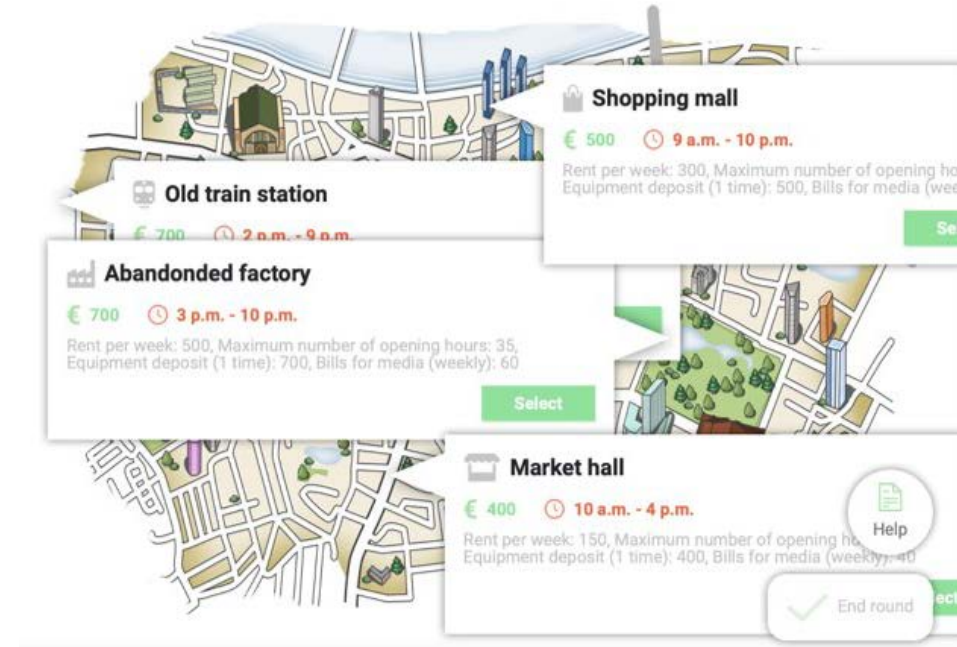 Shopping mall
€ 500 9 a.m. - 10 p.m.
Rent per week: 300, Maximum number of opening
Equipment deposit (1 time): 500, Bills for media
Old train station
€ 700 2 p.m. - 9 p.m.
Abandonded factory
€ 700 3 p.m. - 10 p.m.
Rent per week: 500, Maximum number of opening hours: 35,
Equipment deposit (1 time): 700, Bills for media (weekly): 60
Select
Market hall
€ 400 10 a.m. - 4 p.m.
Rent per week: 150, Maximum number of opening
Equipment deposit (1 time): 400, Bills for media (weekly): 40
Help
End round